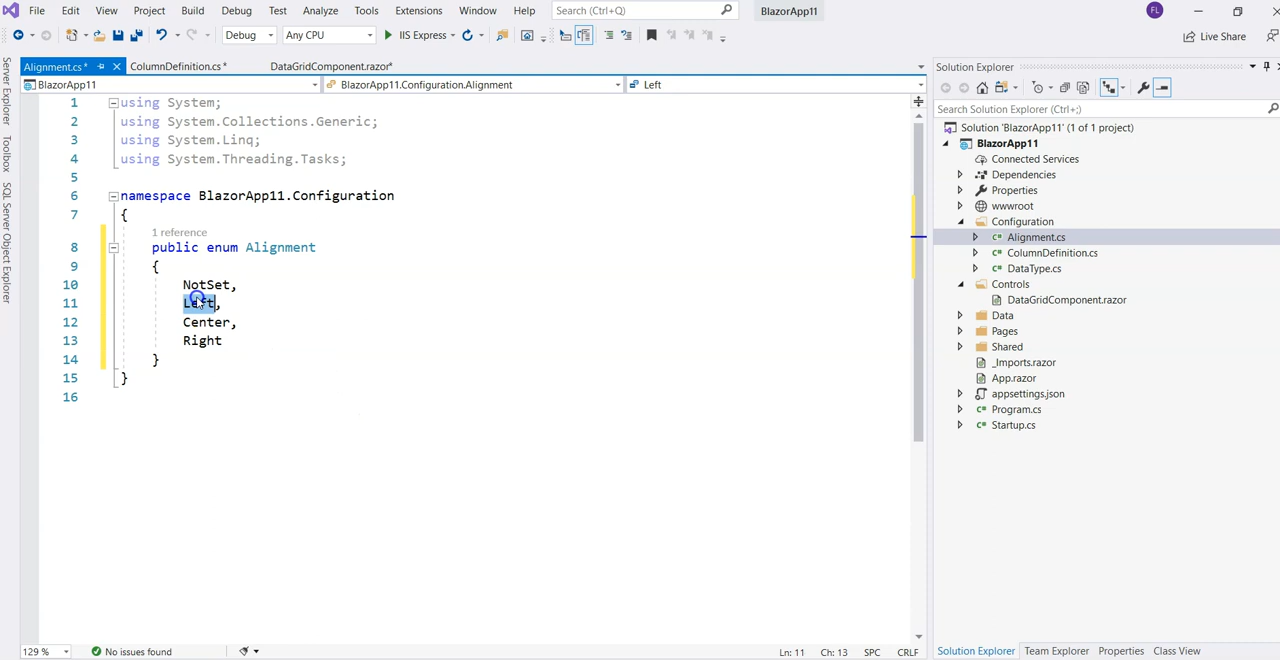 File Edit View Project Build Debug Test Analyze Tools Extensions Window Help Search (Ctrl+Q) BlazorApp11 FL
Debug Any CPU IIS Express Live Share
Alignment.cs* ColumnDefinition.cs* DataGridComponent.razor*
BlazorApp11 BlazorApp11.Configuration.Alignment Left
1 using System;
2 using System.Collections.Generic;
3 using System.Linq;
4 using System.Threading.Tasks;
5
6 namespace BlazorApp11.Configuration
7 {
1 reference
8 public enum Alignment
9 {
10 NotSet,
11 Left,
12 Center,
13 Right
14 }
15 }
16
129 % No issues found Ln: 11 Ch: 13 SPC CRLF
Server Explorer
Toolbox
SQL Server Object Explorer
Solution Explorer
Search Solution Explorer (Ctrl+;)
Solution 'BlazorApp11' (1 of 1 project)
BlazorApp11
Connected Services
Dependencies
Properties
wwwroot
Configuration
C# Alignment.cs
C# ColumnDefinition.cs
C# DataType.cs
Controls
DataGridComponent.razor
Data
Pages
Shared
_Imports.razor
App.razor
appsettings.json
C# Program.cs
C# Startup.cs
Solution Explorer Team Explorer Properties Class View